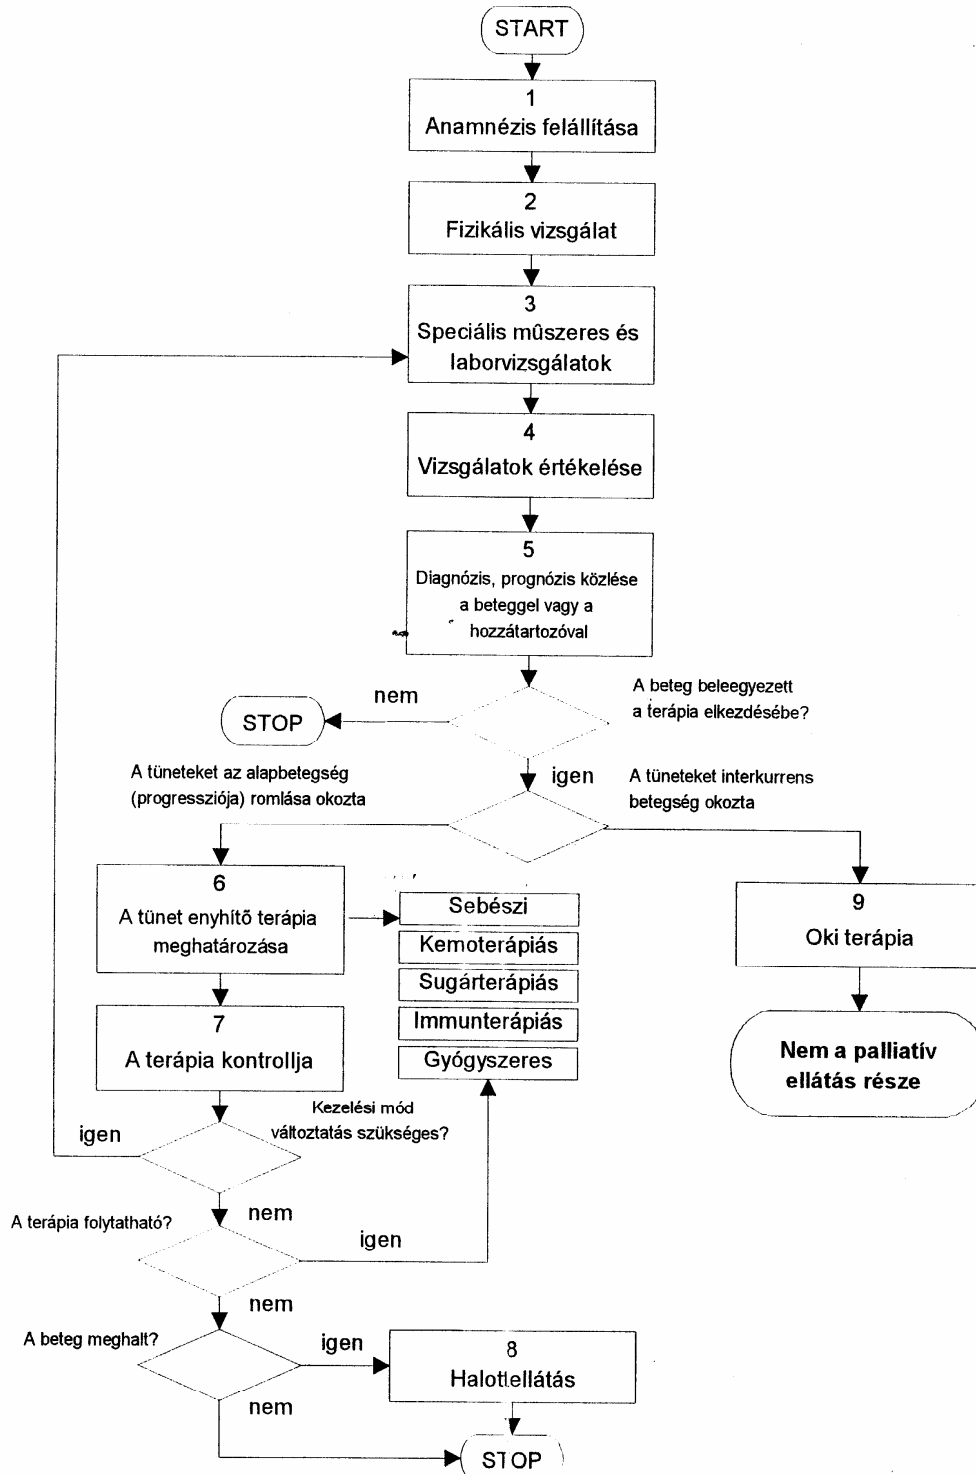 START
1
Anamnézis felállítása
2
Fizikális vizsgálat
3
Speciális mûszeres és
laborvizsgálatok
4
Vizsgálatok értékelése
5
Diagnózis, prognózis közlése
a beteggel vagy a
hozzátartozóval
A beteg beleegyezett
a terápia elkezdésébe?
nem
STOP
igen
A tüneteket az alapbetegség
(progressziója) romlása okozta
A tüneteket interkurrens
betegség okozta
6
A tünet enyhítõ terápia
meghatározása
Sebészi
Kemoterápiás
Sugárterápiás
Immunterápiás
Gyógyszeres
9
Oki terápia
Nem a palliatív
ellátás része
7
A terápia kontrollja
Kezelési mód
változtatás szükséges?
igen
nem
A terápia folytatható?
igen
nem
A beteg meghalt?
igen
8
Halottellátás
nem
STOP